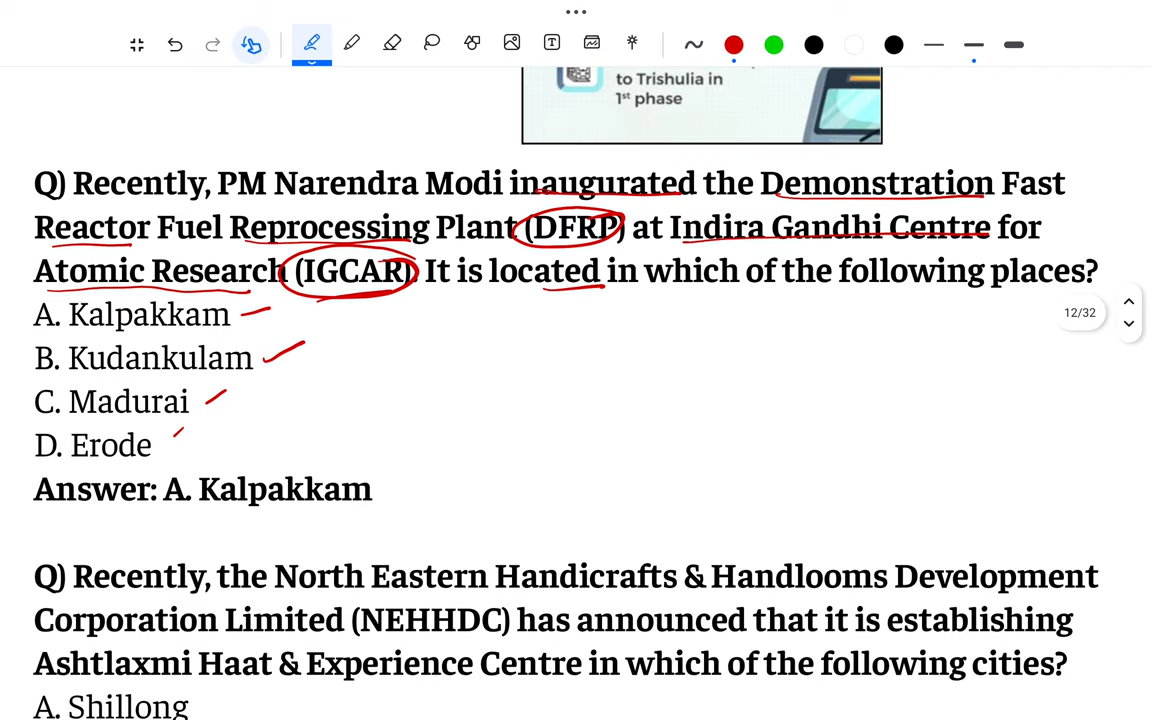 to Trishulia in
1st phase
Q) Recently, PM Narendra Modi inaugurated the Demonstration Fast
Reactor Fuel Reprocessing Plant (DFRP) at Indira Gandhi Centre for
Atomic Research (IGCAR). It is located in which of the following places?
12/32
A. Kalpakkam
B. Kudankulam
C. Madurai
D. Erode
Answer: A. Kalpakkam
Q) Recently, the North Eastern Handicrafts & Handlooms Development
Corporation Limited (NEHHDC) has announced that it is establishing
Ashtlaxmi Haat & Experience Centre in which of the following cities?
A. Shillong